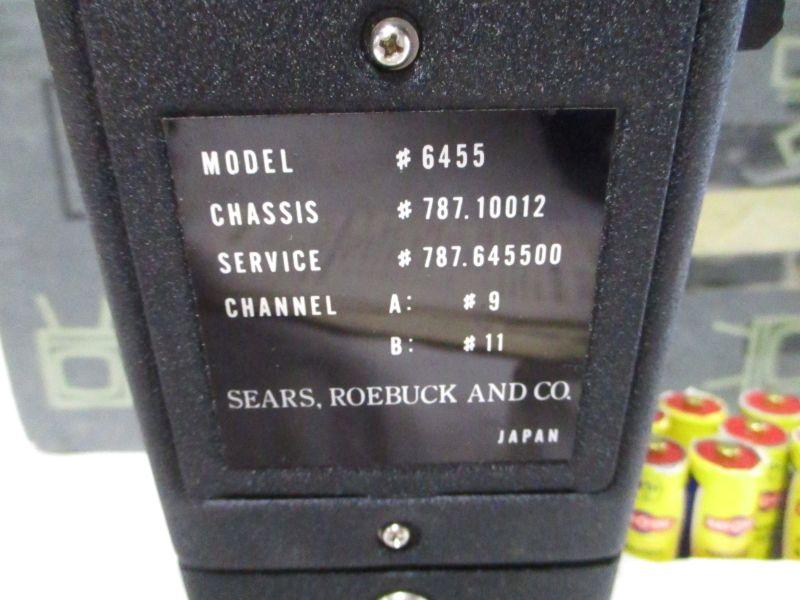 MODEL # 6455
CHASSIS # 787.10012
SERVICE # 787.645500
CHANNEL A: # 9
B: # 11
SEARS, ROEBUCK AND CO.
JAPAN